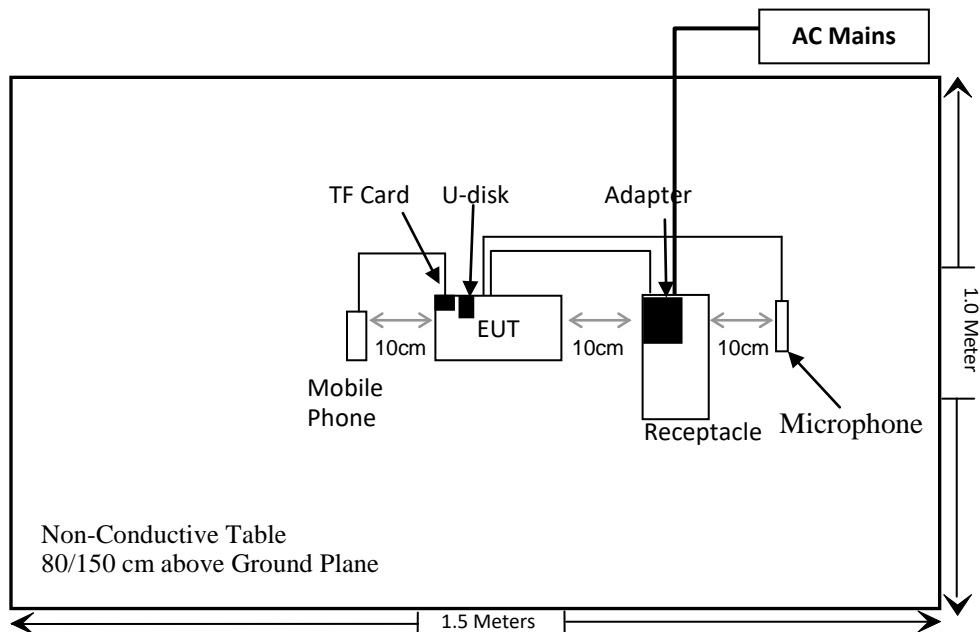 AC Mains
TF Card
U-disk
Adapter
EUT
10cm
10cm
10cm
1.0 Meter
Mobile
Phone
Receptacle
Microphone
Non-Conductive Table
80/150 cm above Ground Plane
1.5 Meters